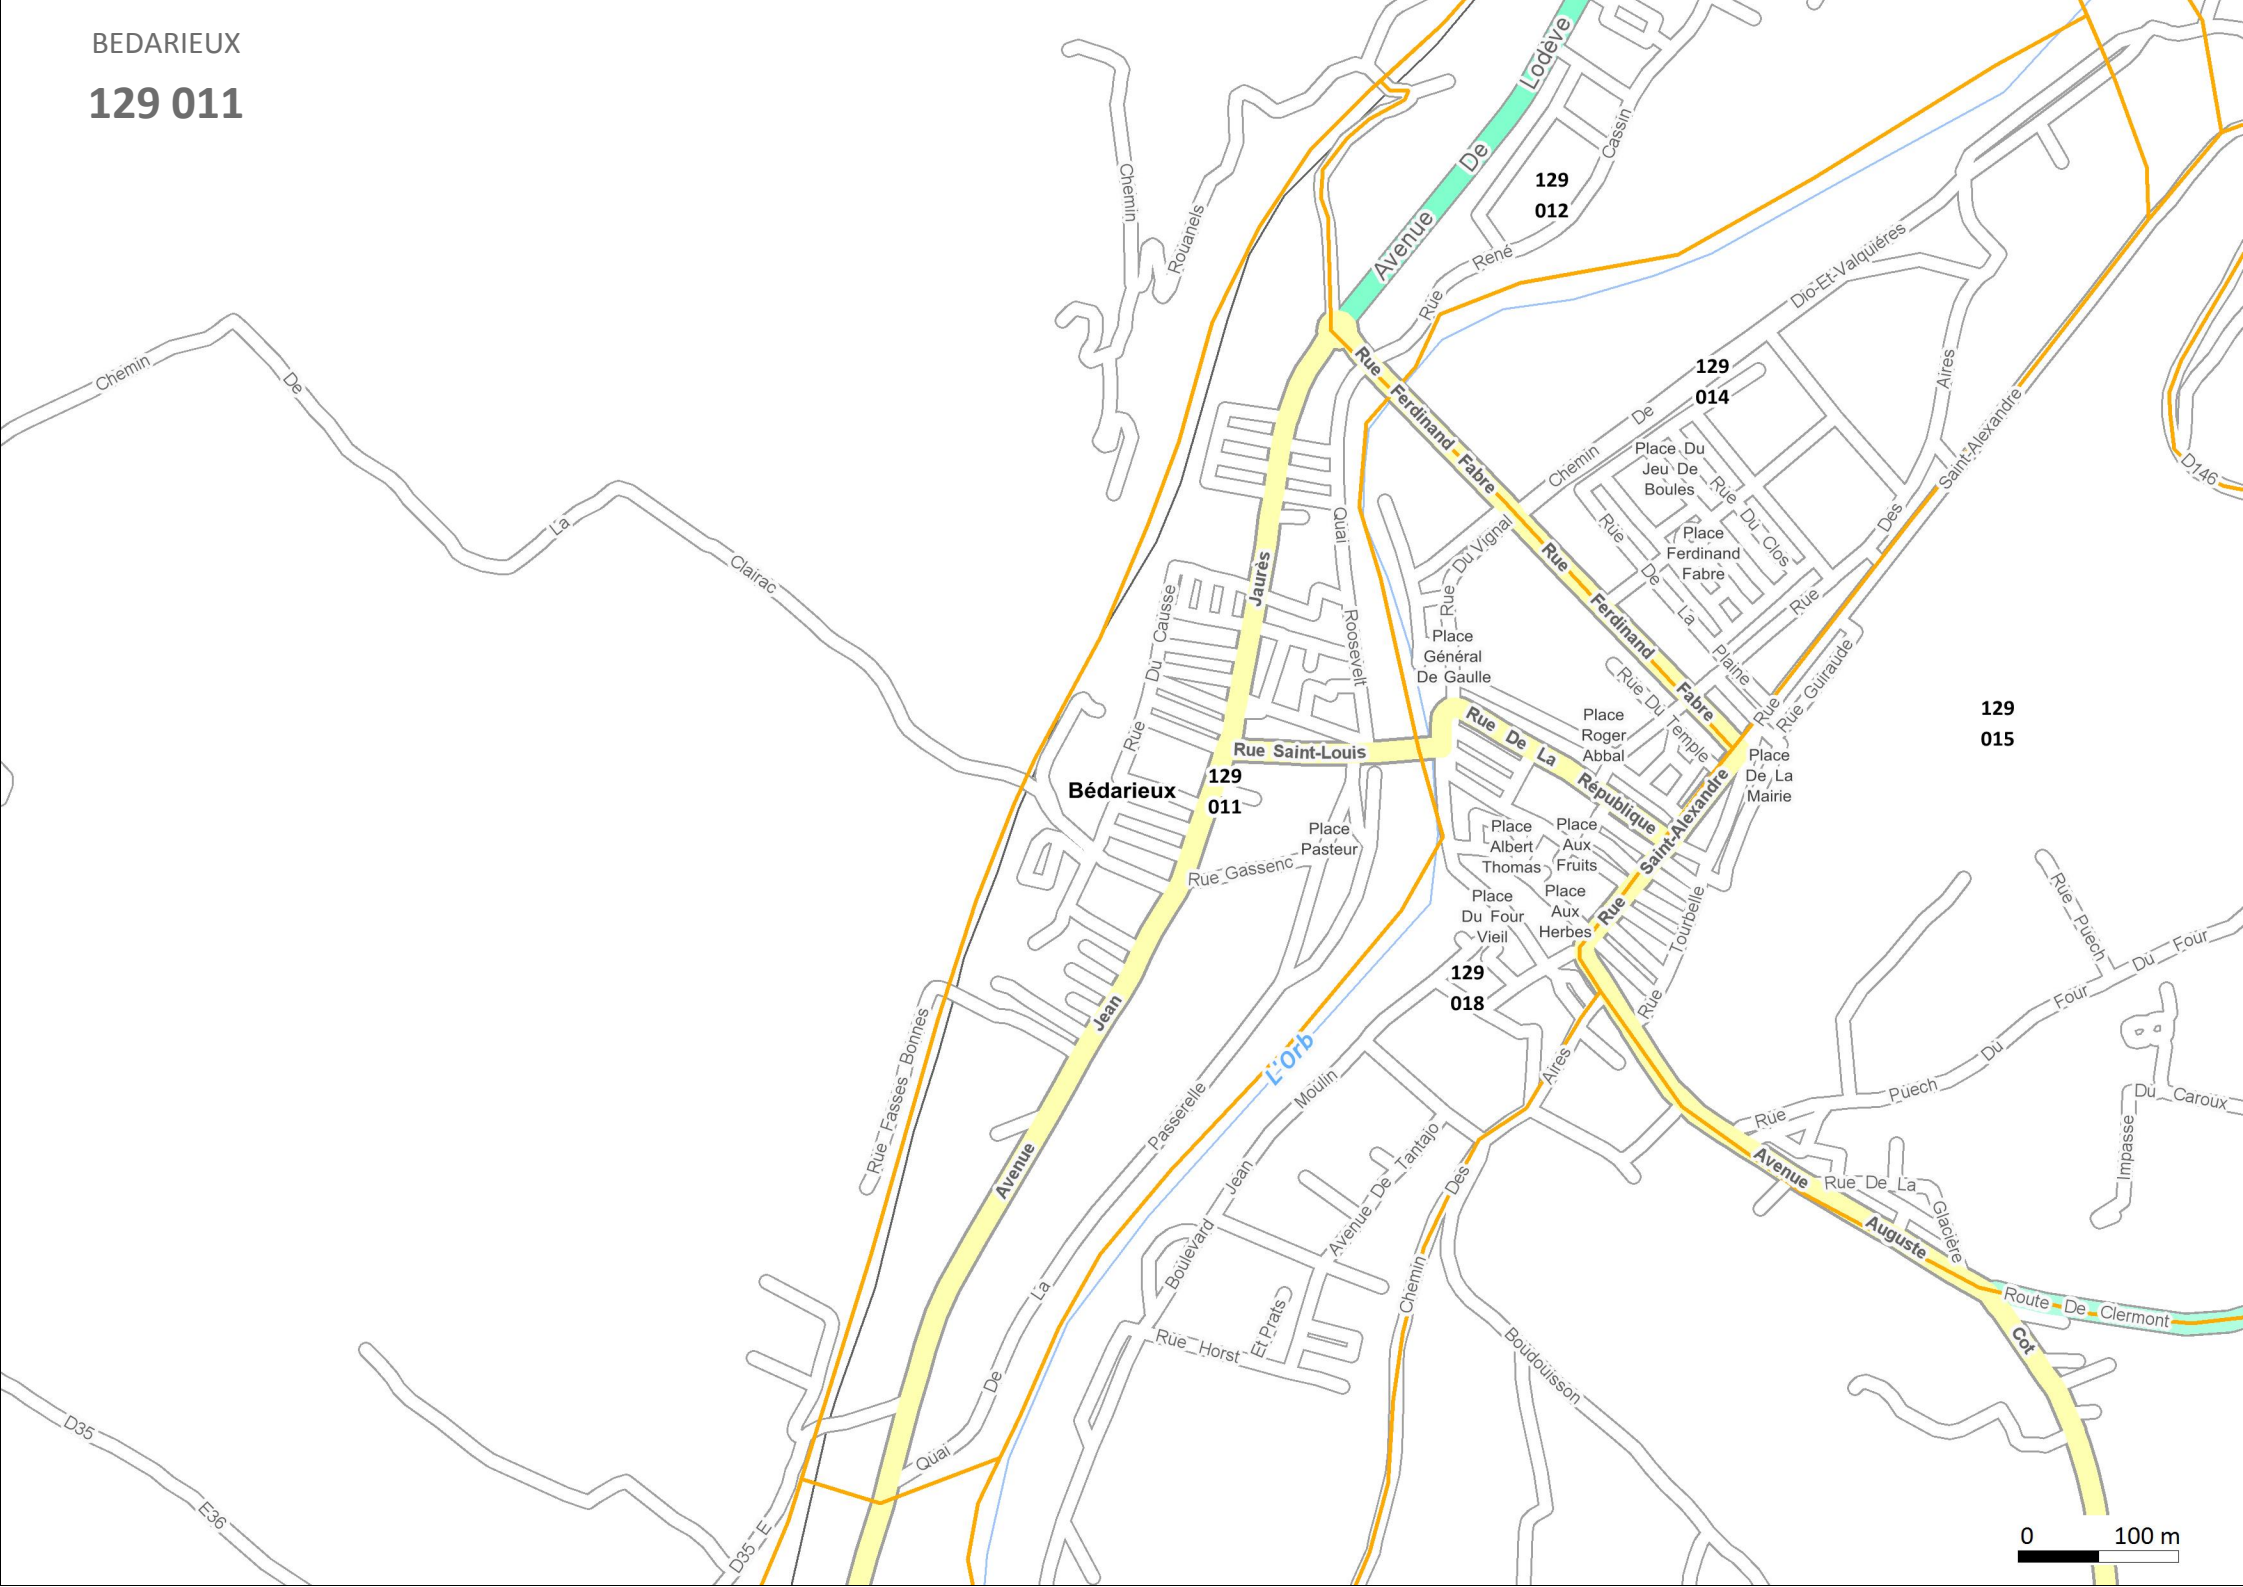 BEDARIEUX
129 011
Avenue De Lodève
Chemin
Rouanels
Cassin
René
Rue
129
012
Dio-Et-Valquiéres
De
Chemin
Aires
Saint-Alexandre
Des
Rue
D146
129
014
Chemin
De
La
Clairac
Rue Ferdinand Fabre
Rue Ferdinand Fabre
Place Du
Jeu De
Boules
Rue Du Clos
Place
Ferdinand
Fabre
Rue De La Plaine
Quai Roosevelt
Jaurès
Rue Du Causse
Rue Du Vignal
Place
Général
De Gaulle
Rue Du Temple
Rue Guiraude
Rue
129
015
Place
Roger
Abbal
Rue De La République
Rue Saint-Louis
Place
De La
Mairie
Bédarieux
129
011
Place
Pasteur
Rue Gassenc
Place
Albert
Thomas
Place
Aux
Fruits
Rue Saint-Alexandre
Place
Du Four
Vieil
Place
Aux
Herbes
Rue Tourbelle
129
018
Rue Puech
Rue Puech Du Four
Du Four
Impasse Du Caroux
Rue Fasses Bonnes
Avenue Jean
L'Orb
Quai De La Passerelle
Boulevard Jean Moulin
Avenue De Tantajo
Chemin Des Aires
Rue Horst
Et Prats
Boudouisson
Avenue Auguste Cot
Rue De La Glacière
Route De Clermont
D35
E36
D35 E
0 100 m